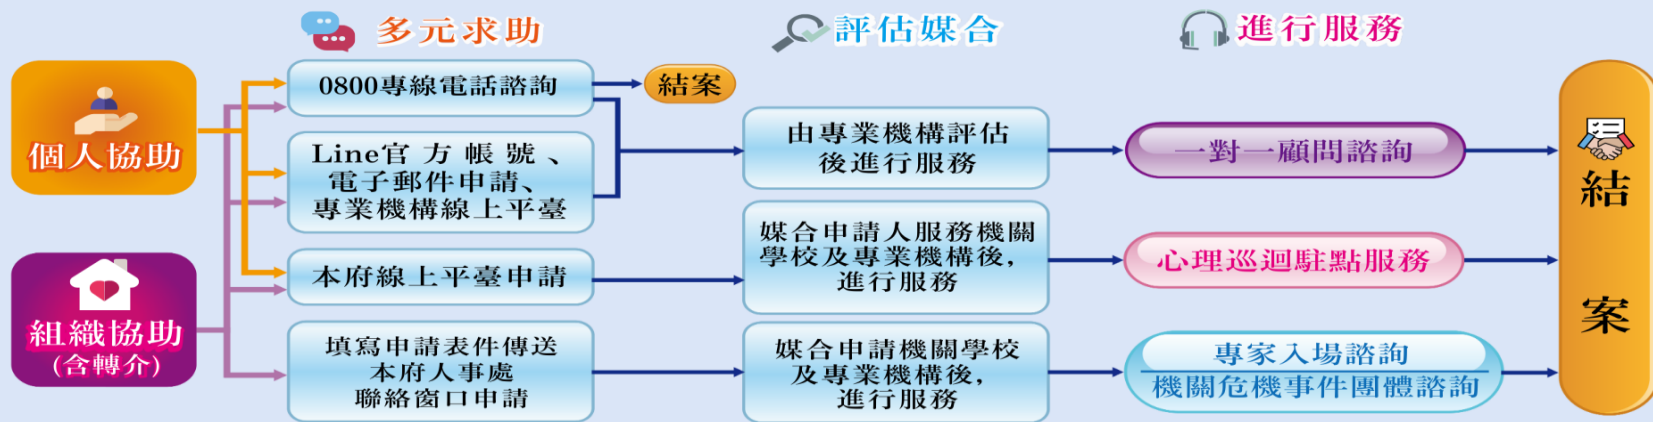 多元求助
評估媒合
進行服務
個人協助
組織協助
(含轉介)
0800專線電話諮詢
結案
Line官方帳號、
電子郵件申請、
專業機構線上平臺
本府線上平臺申請
填寫申請表件傳送
本府人事處
聯絡窗口申請
由專業機構評估
後進行服務
媒合申請人服務機關
學校及專業機構後，
進行服務
媒合申請機關學校
及專業機構後，
進行服務
一對一顧問諮詢
心理巡迴駐點服務
專家入場諮詢
機關危機事件團體諮詢
結
案